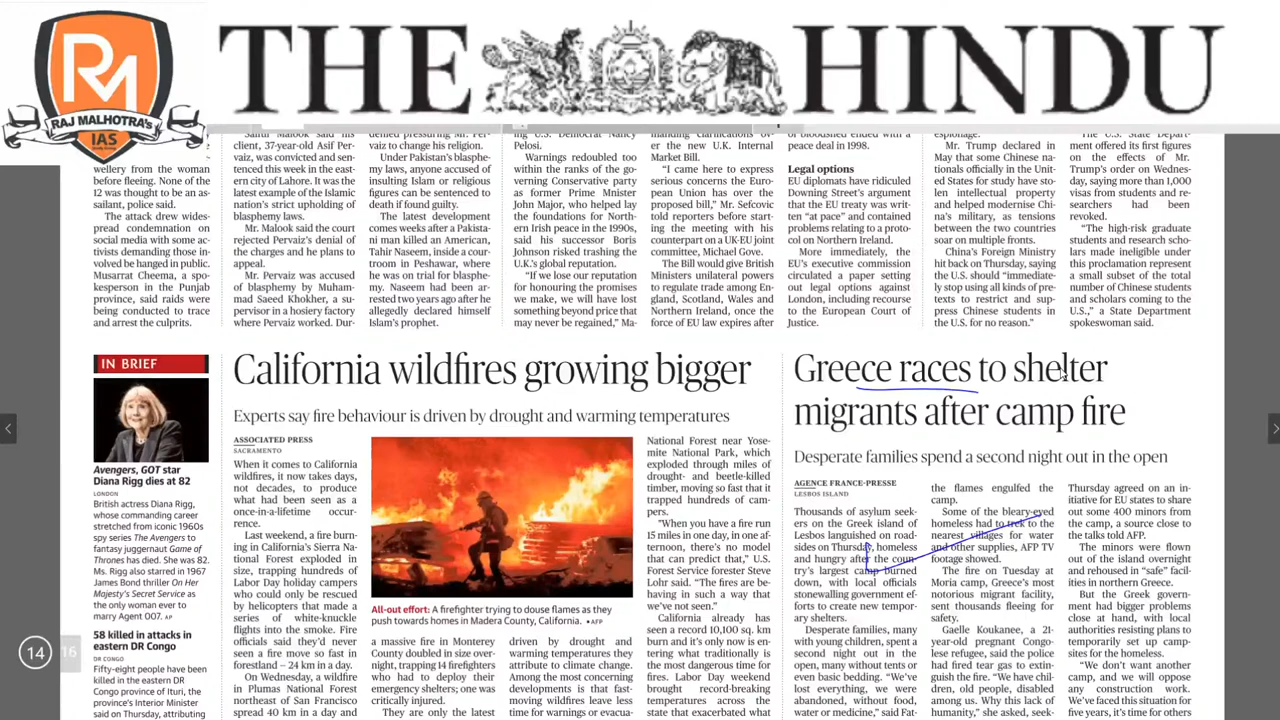 RM
RAJ MALHOTRA's
IAS
THE HINDU
wellery from the woman
before fleeing. None of the
12 was thought to be an as-
sailant, police said.
The attack drew wides-
pread condemnation on
social media with some ac-
tivists demanding those in-
volved be hanged in public.
Musarrat Cheema, a spo-
kesperson in the Punjab
province, said raids were
being conducted to trace
and arrest the culprits.
client, 37-year-old Asif Per-
vaiz, was convicted and sen-
tenced this week in the east-
ern city of Lahore. It was the
latest example of the Islamic
nation's strict upholding of
blasphemy laws.
Mr. Malook said the court
rejected Pervaiz's denial of
the charges and he plans to
appeal.
Mr. Pervaiz was accused
of blasphemy by Muham-
mad Saeed Khokher, a su-
pervisor in a hosiery factory
where Pervaiz worked. Dur-
vaiz to change his religion.
Under Pakistan's blasphe-
my laws, anyone accused of
insulting Islam or religious
figures can be sentenced to
death if found guilty.
The latest development
comes weeks after a Pakista-
ni man killed an American,
Tahir Naseem, inside a cour-
troom in Peshawar, where
he was on trial for blasphe-
my. Naseem had been ar-
rested two years ago after he
allegedly declared himself
Islam's prophet.
ing U.S. Democrat Nancy
Pelosi.
Warnings redoubled too
within the ranks of the go-
verning Conservative party
as former Prime Minister
John Major, who helped lay
the foundations for North-
ern Irish peace in the 1990s,
said his successor Boris
Johnson risked trashing the
U.K.'s global reputation.
"If we lose our reputation
for honouring the promises
we make, we will have lost
something beyond price that
may never be regained," Ma-
manding clarifications ov-
er the new U.K. Internal
Market Bill.
"I came here to express
serious concerns the Euro-
pean Union has over the
proposed bill," Mr. Sefcovic
told reporters before start-
ing the meeting with his
counterpart on a UK-EU joint
committee, Michael Gove.
The Bill would give British
Ministers unilateral powers
to regulate trade among En-
gland, Scotland, Wales and
Northern Ireland, once the
force of EU law expires after
of bloodshed ended with a
peace deal in 1998.
Legal options
EU diplomats have ridiculed
Downing Street's argument
that the EU treaty was writ-
ten "at pace" and contained
problems relating to a proto-
col on Northern Ireland.
More immediately, the
EU's executive commission
circulated a paper setting
out legal options against
London, including recourse
to the European Court of
Justice.
espionage.
Mr. Trump declared in
May that some Chinese na-
tionals officially in the Unit-
ed States for study have sto-
len intellectual property
and helped modernise Chi-
na's military, as tensions
between the two countries
soar on multiple fronts.
China's Foreign Ministry
hit back on Thursday, saying
the U.S. should "immediate-
ly stop using all kinds of pre-
texts to restrict and sup-
press Chinese students in
the U.S. for no reason."
The U.S. State Depart-
ment offered its first figures
on the effects of Mr.
Trump's order on Wednes-
day, saying more than 1,000
visas from students and re-
searchers had been
revoked.
"The high-risk graduate
students and research scho-
lars made ineligible under
this proclamation represent
a small subset of the total
number of Chinese students
and scholars coming to the
U.S.," a State Department
spokeswoman said.
IN BRIEF
Avengers, GOT star
Diana Rigg dies at 82
LONDON
British actress Diana Rigg,
whose commanding career
stretched from iconic 1960s
spy series The Avengers to
fantasy juggernaut Game of
Thrones has died. She was 82.
Ms. Rigg also starred in 1967
James Bond thriller On Her
Majesty's Secret Service as
the only woman ever to
marry Agent 007. AP
58 killed in attacks in
eastern DR Congo
DR CONGO
Fifty-eight people have been
killed in the eastern DR
Congo province of Ituri, the
province's Interior Minister
said on Thursday, attributing
California wildfires growing bigger
Experts say fire behaviour is driven by drought and warming temperatures
ASSOCIATED PRESS
SACRAMENTO
When it comes to California
wildfires, it now takes days,
not decades, to produce
what had been seen as a
once-in-a-lifetime occur-
rence.
Last weekend, a fire burn-
ing in California's Sierra Na-
tional Forest exploded in
size, trapping hundreds of
Labor Day holiday campers
who could only be rescued
by helicopters that made a
series of white-knuckle
flights into the smoke. Fire
officials said they'd never
seen a fire move so fast in
forestland – 24 km in a day.
On Wednesday, a wildfire
in Plumas National Forest
northeast of San Francisco
spread 40 km in a day and
All-out effort: A firefighter trying to douse flames as they
push towards homes in Madera County, California. •AFP
a massive fire in Monterey
County doubled in size over-
night, trapping 14 firefighters
who had to deploy their
emergency shelters; one was
critically injured.
They are only the latest
driven by drought and
warming temperatures they
attribute to climate change.
Among the most concerning
developments is that fast-
moving wildfires leave less
time for warnings or evacua-
National Forest near Yose-
mite National Park, which
exploded through miles of
drought- and beetle-killed
timber, moving so fast that it
trapped hundreds of cam-
pers.
"When you have a fire run
15 miles in one day, in one af-
ternoon, there's no model
that can predict that," U.S.
Forest Service forester Steve
Lohr said. "The fires are be-
having in such a way that
we've not seen."
California already has
seen a record 10,100 sq. km
burn and it's only now is en-
tering what traditionally is
the most dangerous time for
fires. Labor Day weekend
brought record-breaking
temperatures across the
state that exacerbated what
Greece races to shelter
migrants after camp fire
Desperate families spend a second night out in the open
AGENCE FRANCE-PRESSE
LESBOS ISLAND
Thousands of asylum seek-
ers on the Greek island of
Lesbos languished on road-
sides on Thursday, homeless
and hungry after the coun-
try's largest camp burned
down, with local officials
stonewalling government ef-
forts to create new tempor-
ary shelters.
Desperate families, many
with young children, spent a
second night out in the
open, many without tents or
even basic bedding. "We've
lost everything, we were
abandoned, without food,
water or medicine," said Fat-
the flames engulfed the
camp.
Some of the bleary-eyed
homeless had to trek to the
nearest villages for water
and other supplies, AFP TV
footage showed.
The fire on Tuesday at
Moria camp, Greece's most
notorious migrant facility,
sent thousands fleeing for
safety.
Gaelle Koukanee, a 21-
year-old pregnant Congo-
lese refugee, said the police
had fired tear gas to extin-
guish the fire. "We have chil-
dren, old people, disabled
among us. Why this lack of
humanity," she asked, seek-
Thursday agreed on an in-
itiative for EU states to share
out some 400 minors from
the camp, a source close to
the talks told AFP.
The minors were flown
out of the island overnight
and rehoused in "safe" facil-
ities in northern Greece.
But the Greek govern-
ment had bigger problems
close at hand, with local
authorities resisting plans to
temporarily set up camp-
sites for the homeless.
"We don't want another
camp, and we will oppose
any construction work.
We've faced this situation for
five years, it's time for others
14
16